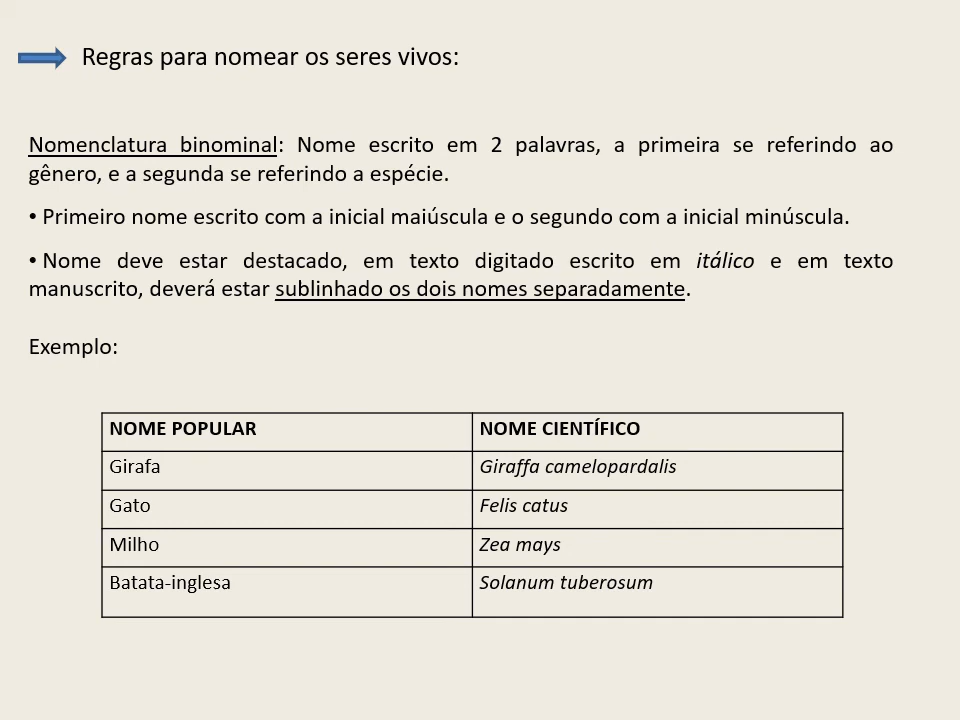 Regras para nomear os seres vivos:
Nomenclatura binominal: Nome escrito em 2 palavras, a primeira se referindo ao
gênero, e a segunda se referindo a espécie.
• Primeiro nome escrito com a inicial maiúscula e o segundo com a inicial minúscula.
• Nome deve estar destacado, em texto digitado escrito em itálico e em texto
manuscrito, deverá estar sublinhado os dois nomes separadamente.
Exemplo:
NOME POPULAR NOME CIENTÍFICO
Girafa Giraffa camelopardalis
Gato Felis catus
Milho Zea mays
Batata-inglesa Solanum tuberosum